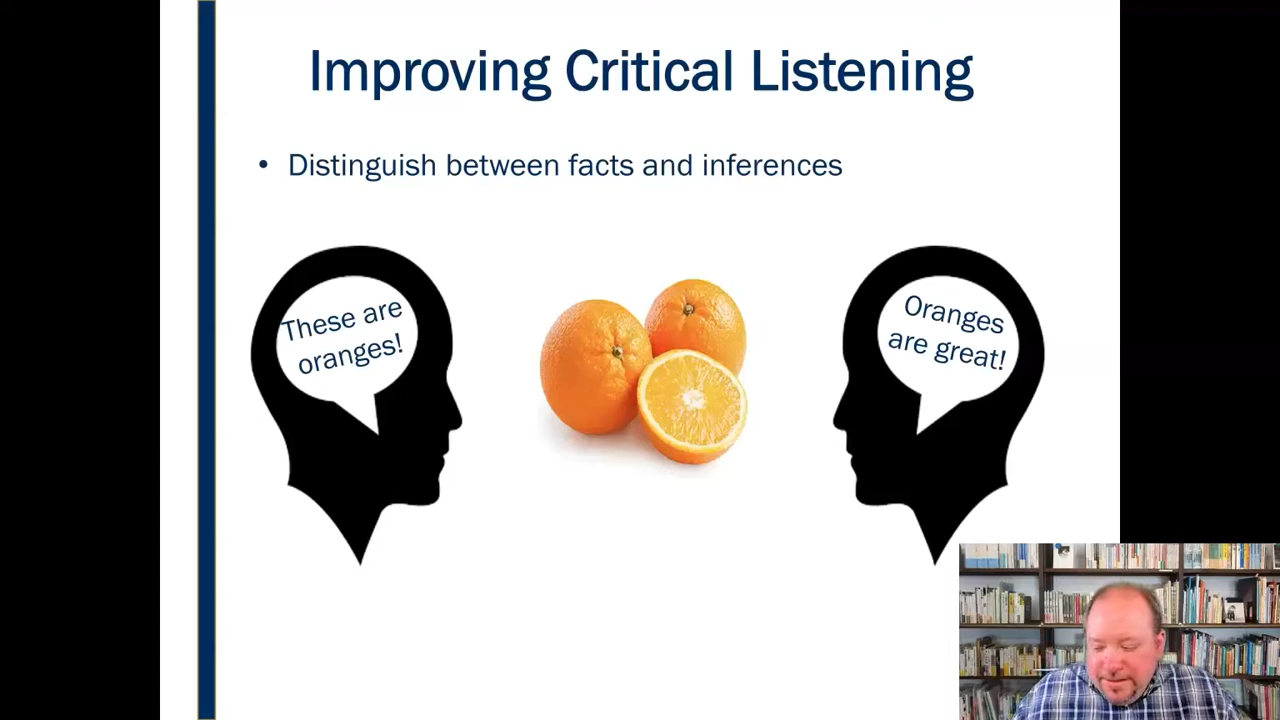 Improving Critical Listening
• Distinguish between facts and inferences
These are
oranges!
Oranges
are great!